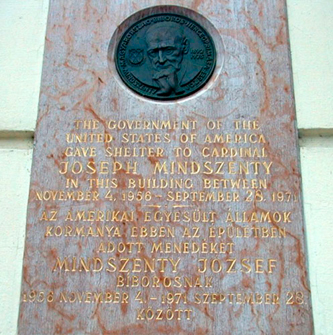 THE GOVERNMENT OF THE
UNITED STATES OF AMERICA
GAVE SHELTER TO CARDINAL
JOSEPH MINDSZENTY
IN THIS BUILDING BETWEEN
NOVEMBER 4, 1956 - SEPTEMBER 28, 1971
AZ AMERIKAI EGYESÜLT ÁLLAMOK
KORMÁNYA EBBEN AZ ÉPÜLETBEN
ADOTT MENEDÉKET
MINDSZENTY JÓZSEF
BÍBOROSNAK
1956 NOVEMBER 4. - 1971 SZEPTEMBER 28.
KÖZÖTT